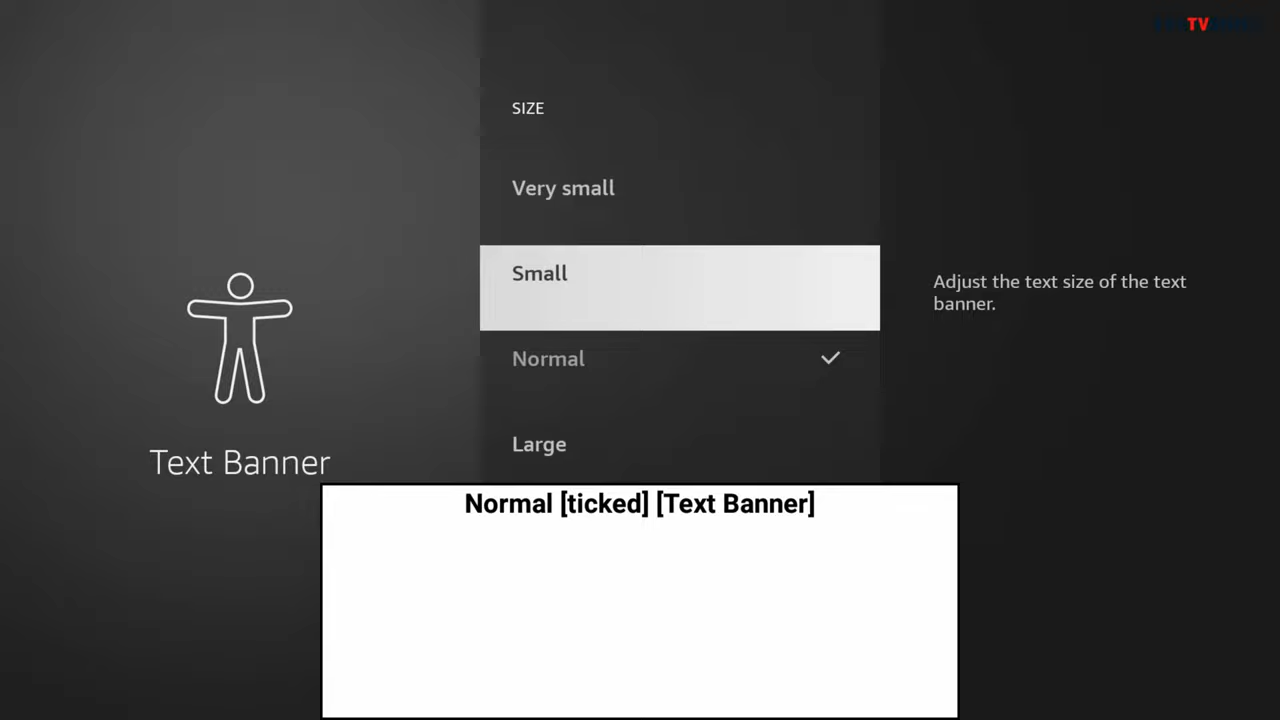 TV
SIZE
Very small
Small
Normal
Large
Adjust the text size of the text
banner.
Text Banner
Normal [ticked] [Text Banner]